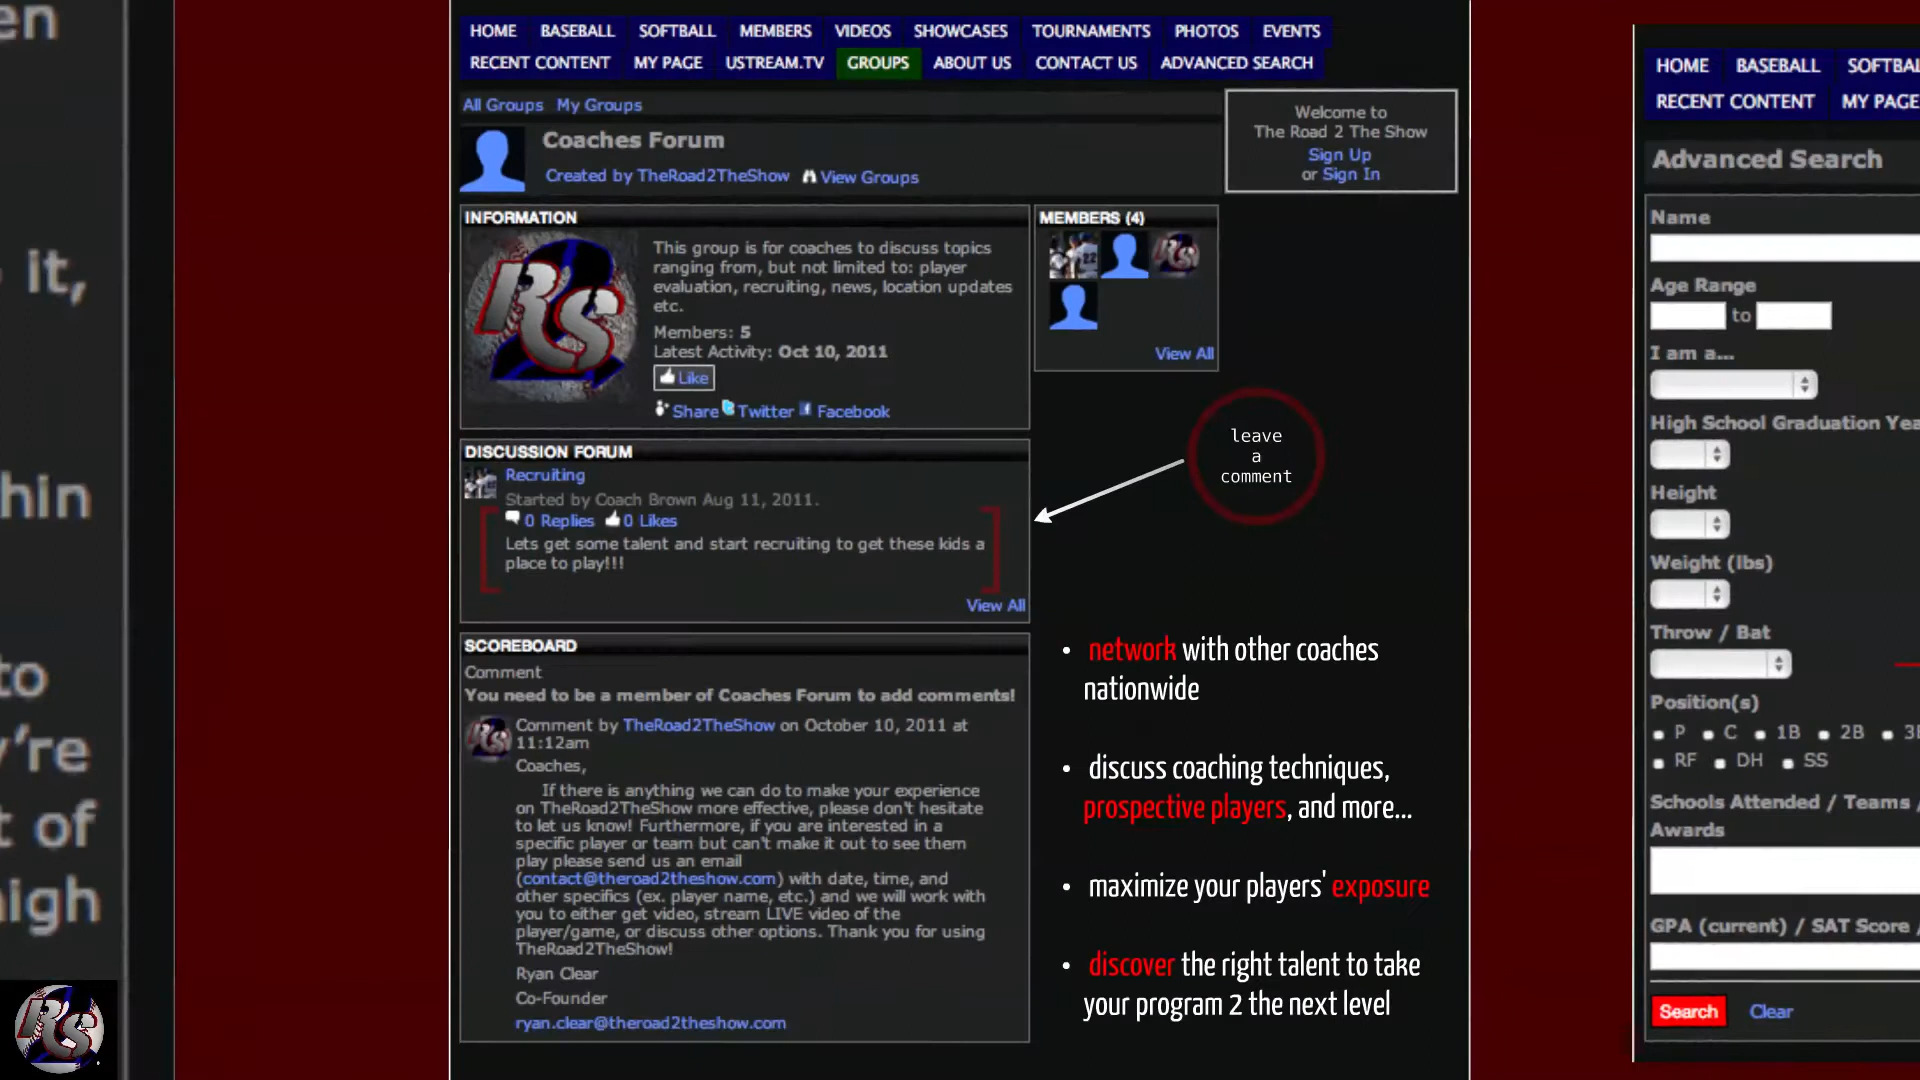 en
it,
hin
to
y're
t of
high
HOME BASEBALL SOFTBALL MEMBERS VIDEOS SHOWCASES TOURNAMENTS PHOTOS EVENTS
RECENT CONTENT MY PAGE USTREAM.TV GROUPS ABOUT US CONTACT US ADVANCED SEARCH
All Groups My Groups
Welcome to
The Road 2 The Show
Sign Up
or Sign In
Coaches Forum
Created by TheRoad2TheShow View Groups
INFORMATION
R2S
This group is for coaches to discuss topics
ranging from, but not limited to: player
evaluation, recruiting, news, location updates
etc.
Members: 5
Latest Activity: Oct 10, 2011
Like
Share Twitter Facebook
MEMBERS (4)
22
View All
leave
a
comment
DISCUSSION FORUM
Recruiting
Started by Coach Brown Aug 11, 2011.
0 Replies 0 Likes
Lets get some talent and start recruiting to get these kids a
place to play!!!
View All
SCOREBOARD
Comment
You need to be a member of Coaches Forum to add comments!
Comment by TheRoad2TheShow on October 10, 2011 at
11:12am
Coaches,
If there is anything we can do to make your experience
on TheRoad2TheShow more effective, please don't hesitate
to let us know! Furthermore, if you are interested in a
specific player or team but can't make it out to see them
play please send us an email
(contact@theroad2theshow.com) with date, time, and
other specifics (ex. player name, etc.) and we will work with
you to either get video, stream LIVE video of the
player/game, or discuss other options. Thank you for using
TheRoad2TheShow!
Ryan Clear
Co-Founder
ryan.clear@theroad2theshow.com
• network with other coaches
nationwide
• discuss coaching techniques,
prospective players, and more...
• maximize your players' exposure
• discover the right talent to take
your program 2 the next level
HOME BASEBALL SOFTBAL
RECENT CONTENT MY PAGE
Advanced Search
Name
Age Range
to
I am a...
High School Graduation Yea
Height
Weight (lbs)
Throw / Bat
Position(s)
P C 1B 2B 3B
RF DH SS
Schools Attended / Teams /
Awards
GPA (current) / SAT Score /
Search Clear
R2S